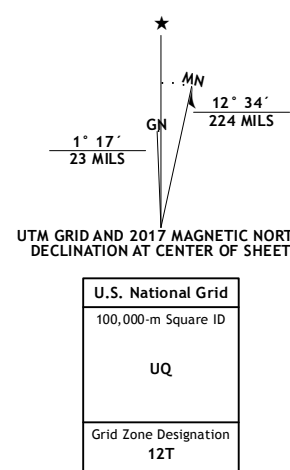 ★
MN
GN
12° 34´
224 MILS
1° 17´
23 MILS
UTM GRID AND 2017 MAGNETIC NORT
DECLINATION AT CENTER OF SHEET
U.S. National Grid
100,000-m Square ID
UQ
Grid Zone Designation
12T